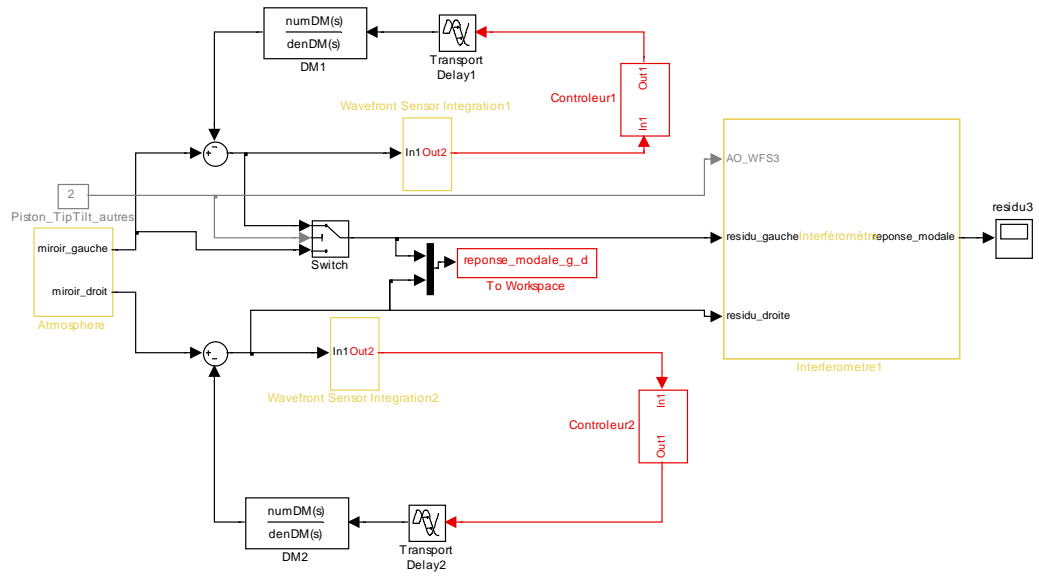 numDM(s)
denDM(s)
DM1
Transport
Delay1
Controleur1
Out1
In1
Wavefront Sensor Integration1
In1
Out2
AO_WFS3
2
Piston_TipTilt_autres
residu3
miroir_gauche
Switch
residu_gauche
Interféromètre
reponse_modale
reponse_modale_g_d
To Workspace
miroir_droit
Atmosphere
residu_droite
In1
Out2
Wavefront Sensor Integration2
Interferometre1
In1
Controleur2
Out1
numDM(s)
denDM(s)
DM2
Transport
Delay2